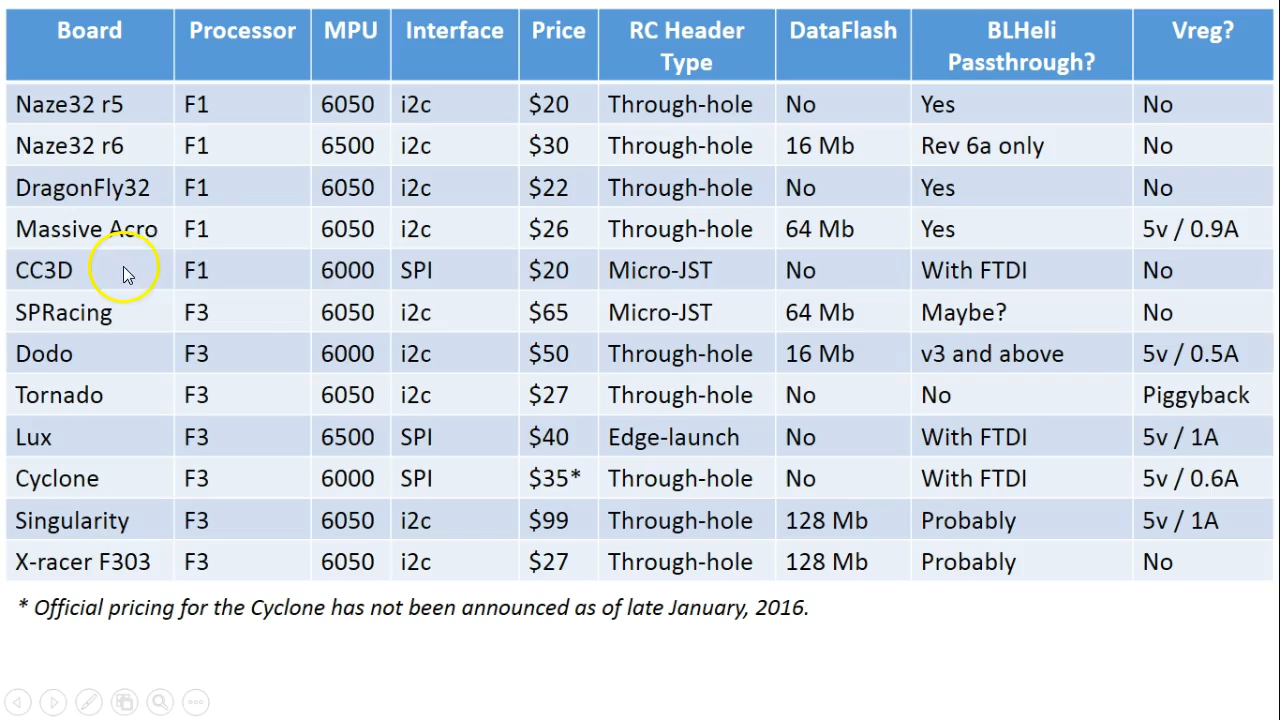 Board Processor MPU Interface Price RC Header Type DataFlash BLHeli Passthrough? Vreg?
Naze32 r5 F1 6050 i2c $20 Through-hole No Yes No
Naze32 r6 F1 6500 i2c $30 Through-hole 16 Mb Rev 6a only No
DragonFly32 F1 6050 i2c $22 Through-hole No Yes No
Massive Acro F1 6050 i2c $26 Through-hole 64 Mb Yes 5v / 0.9A
CC3D F1 6000 SPI $20 Micro-JST No With FTDI No
SPRacing F3 6050 i2c $65 Micro-JST 64 Mb Maybe? No
Dodo F3 6000 i2c $50 Through-hole 16 Mb v3 and above 5v / 0.5A
Tornado F3 6050 i2c $27 Through-hole No No Piggyback
Lux F3 6500 SPI $40 Edge-launch No With FTDI 5v / 1A
Cyclone F3 6000 SPI $35* Through-hole No With FTDI 5v / 0.6A
Singularity F3 6050 i2c $99 Through-hole 128 Mb Probably 5v / 1A
X-racer F303 F3 6050 i2c $27 Through-hole 128 Mb Probably No
* Official pricing for the Cyclone has not been announced as of late January, 2016.